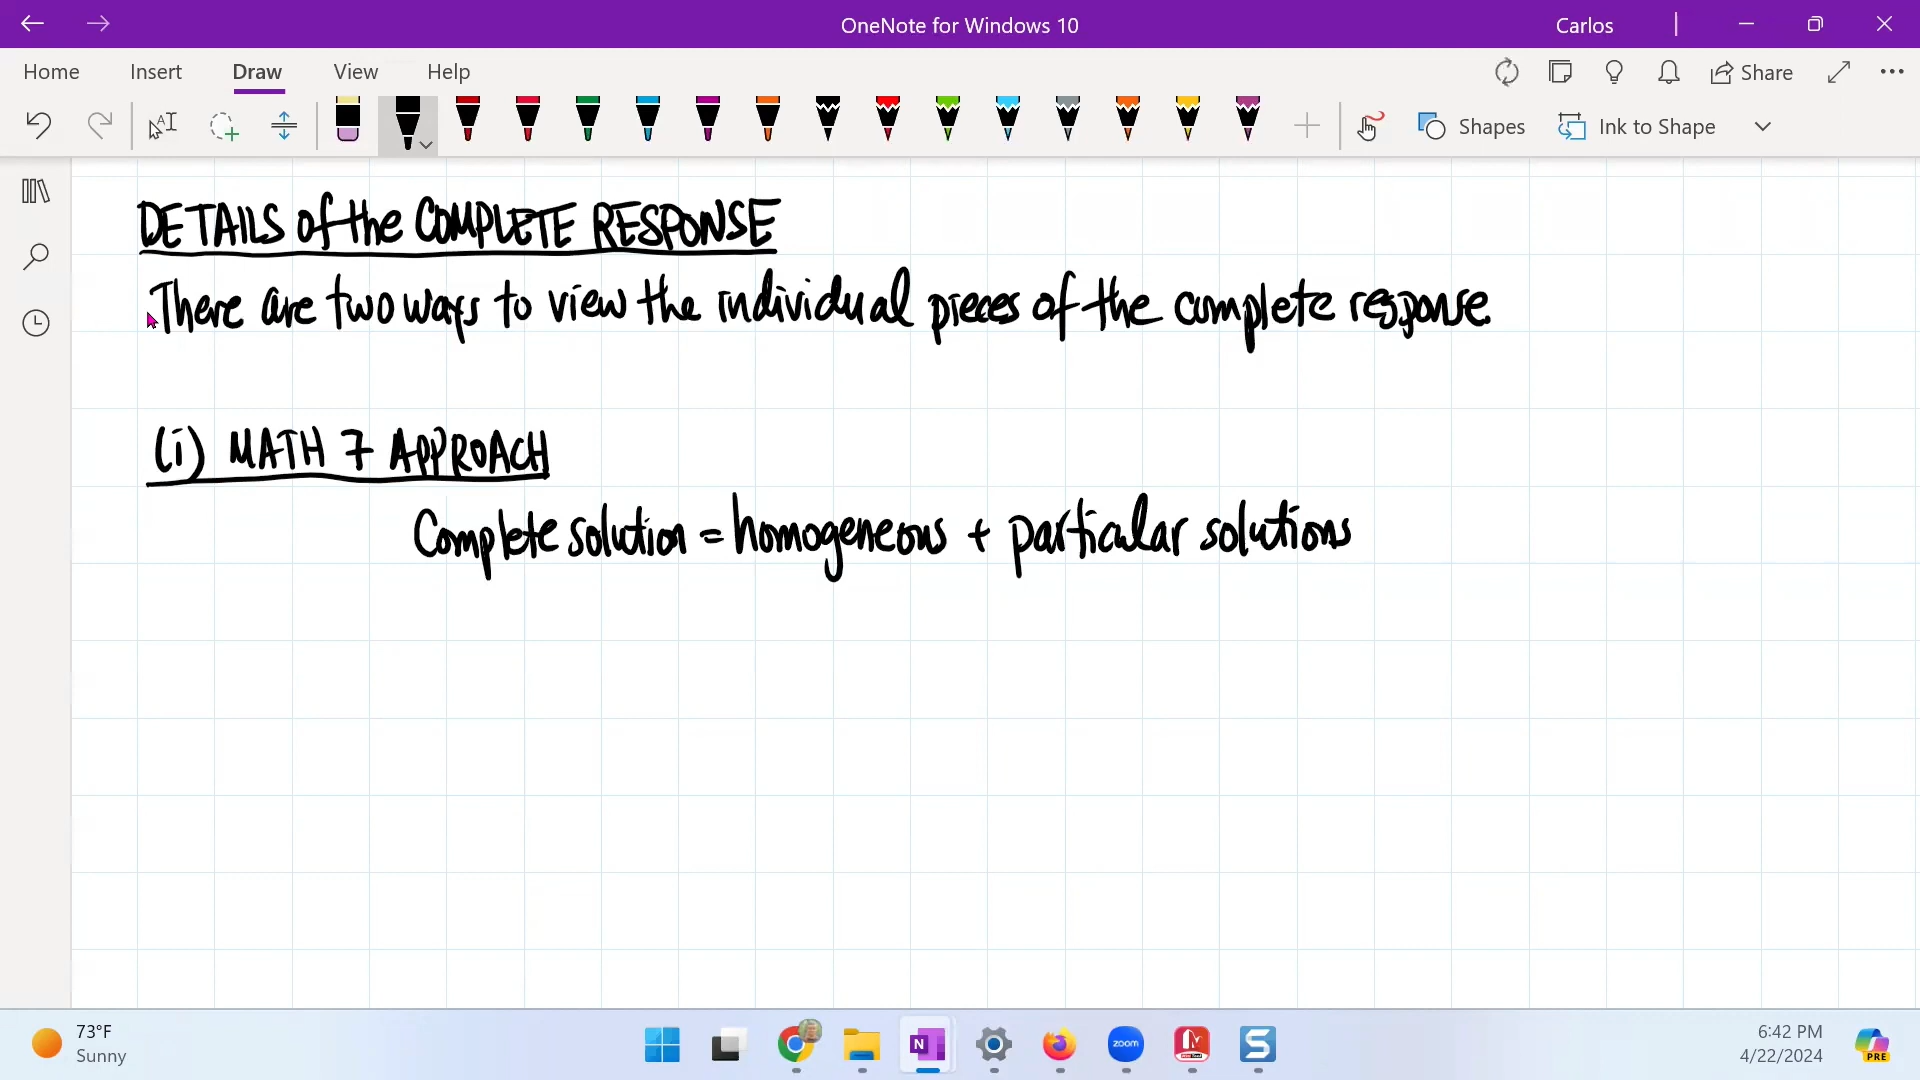 OneNote for Windows 10
Carlos
Home Insert Draw View Help
Share
Shapes Ink to Shape
DETAILS of the COMPLETE RESPONSE
There are two ways to view the individual pieces of the complete response.
(i) MATH 7 APPROACH
Complete solution = homogeneous + particular solutions
73°F
Sunny
N
zoom
S
6:42 PM
4/22/2024
PRE